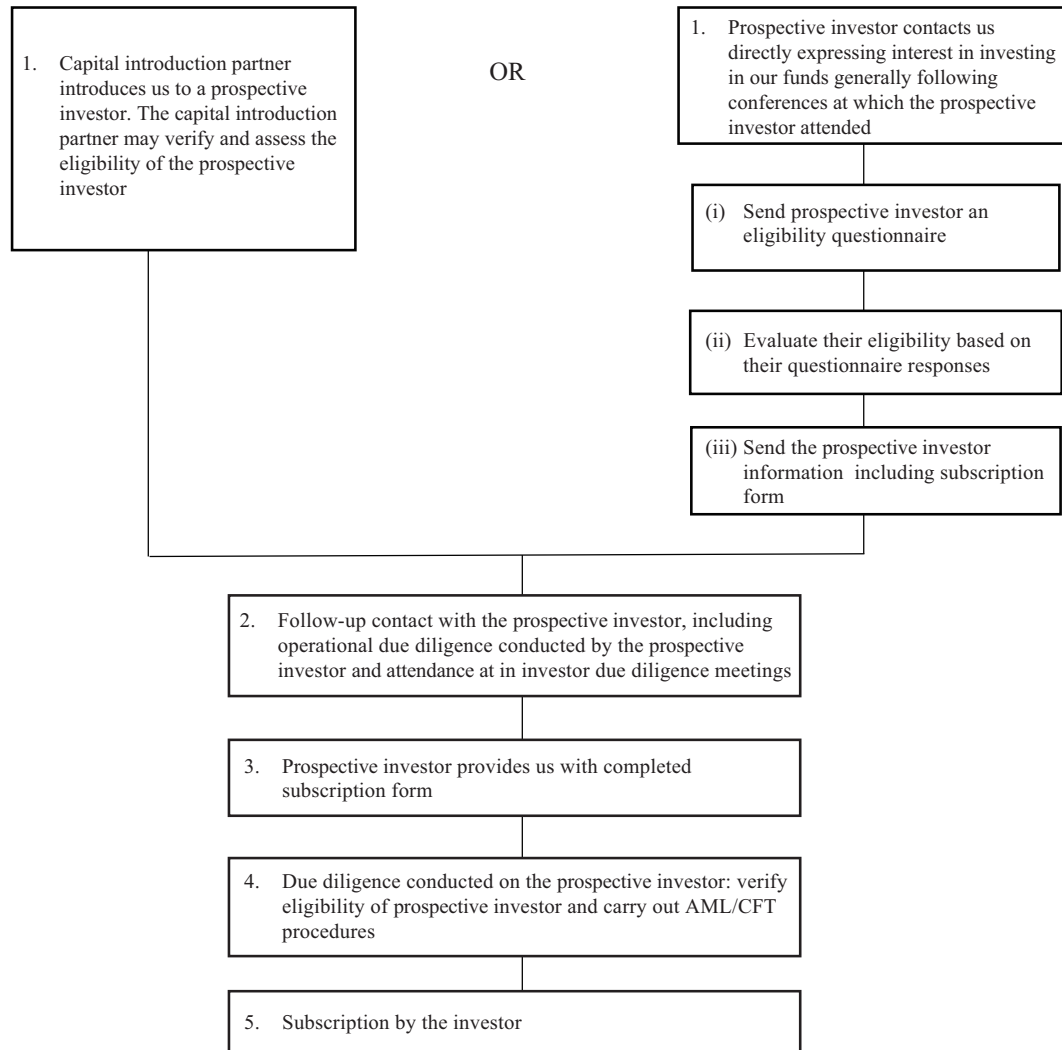 1. Capital introduction partner
introduces us to a prospective
investor. The capital introduction
partner may verify and assess the
eligibility of the prospective
investor
OR
1. Prospective investor contacts us
directly expressing interest in investing
in our funds generally following
conferences at which the prospective
investor attended
(i) Send prospective investor an
eligibility questionnaire
(ii) Evaluate their eligibility based on
their questionnaire responses
(iii) Send the prospective investor
information including subscription
form
2. Follow-up contact with the prospective investor, including
operational due diligence conducted by the prospective
investor and attendance at in investor due diligence meetings
3. Prospective investor provides us with completed
subscription form
4. Due diligence conducted on the prospective investor: verify
eligibility of prospective investor and carry out AML/CFT
procedures
5. Subscription by the investor